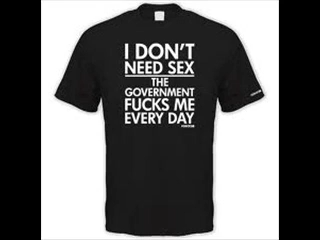 I DON'T
NEED SEX
THE
GOVERNMENT
FUCKS ME
EVERY DAY